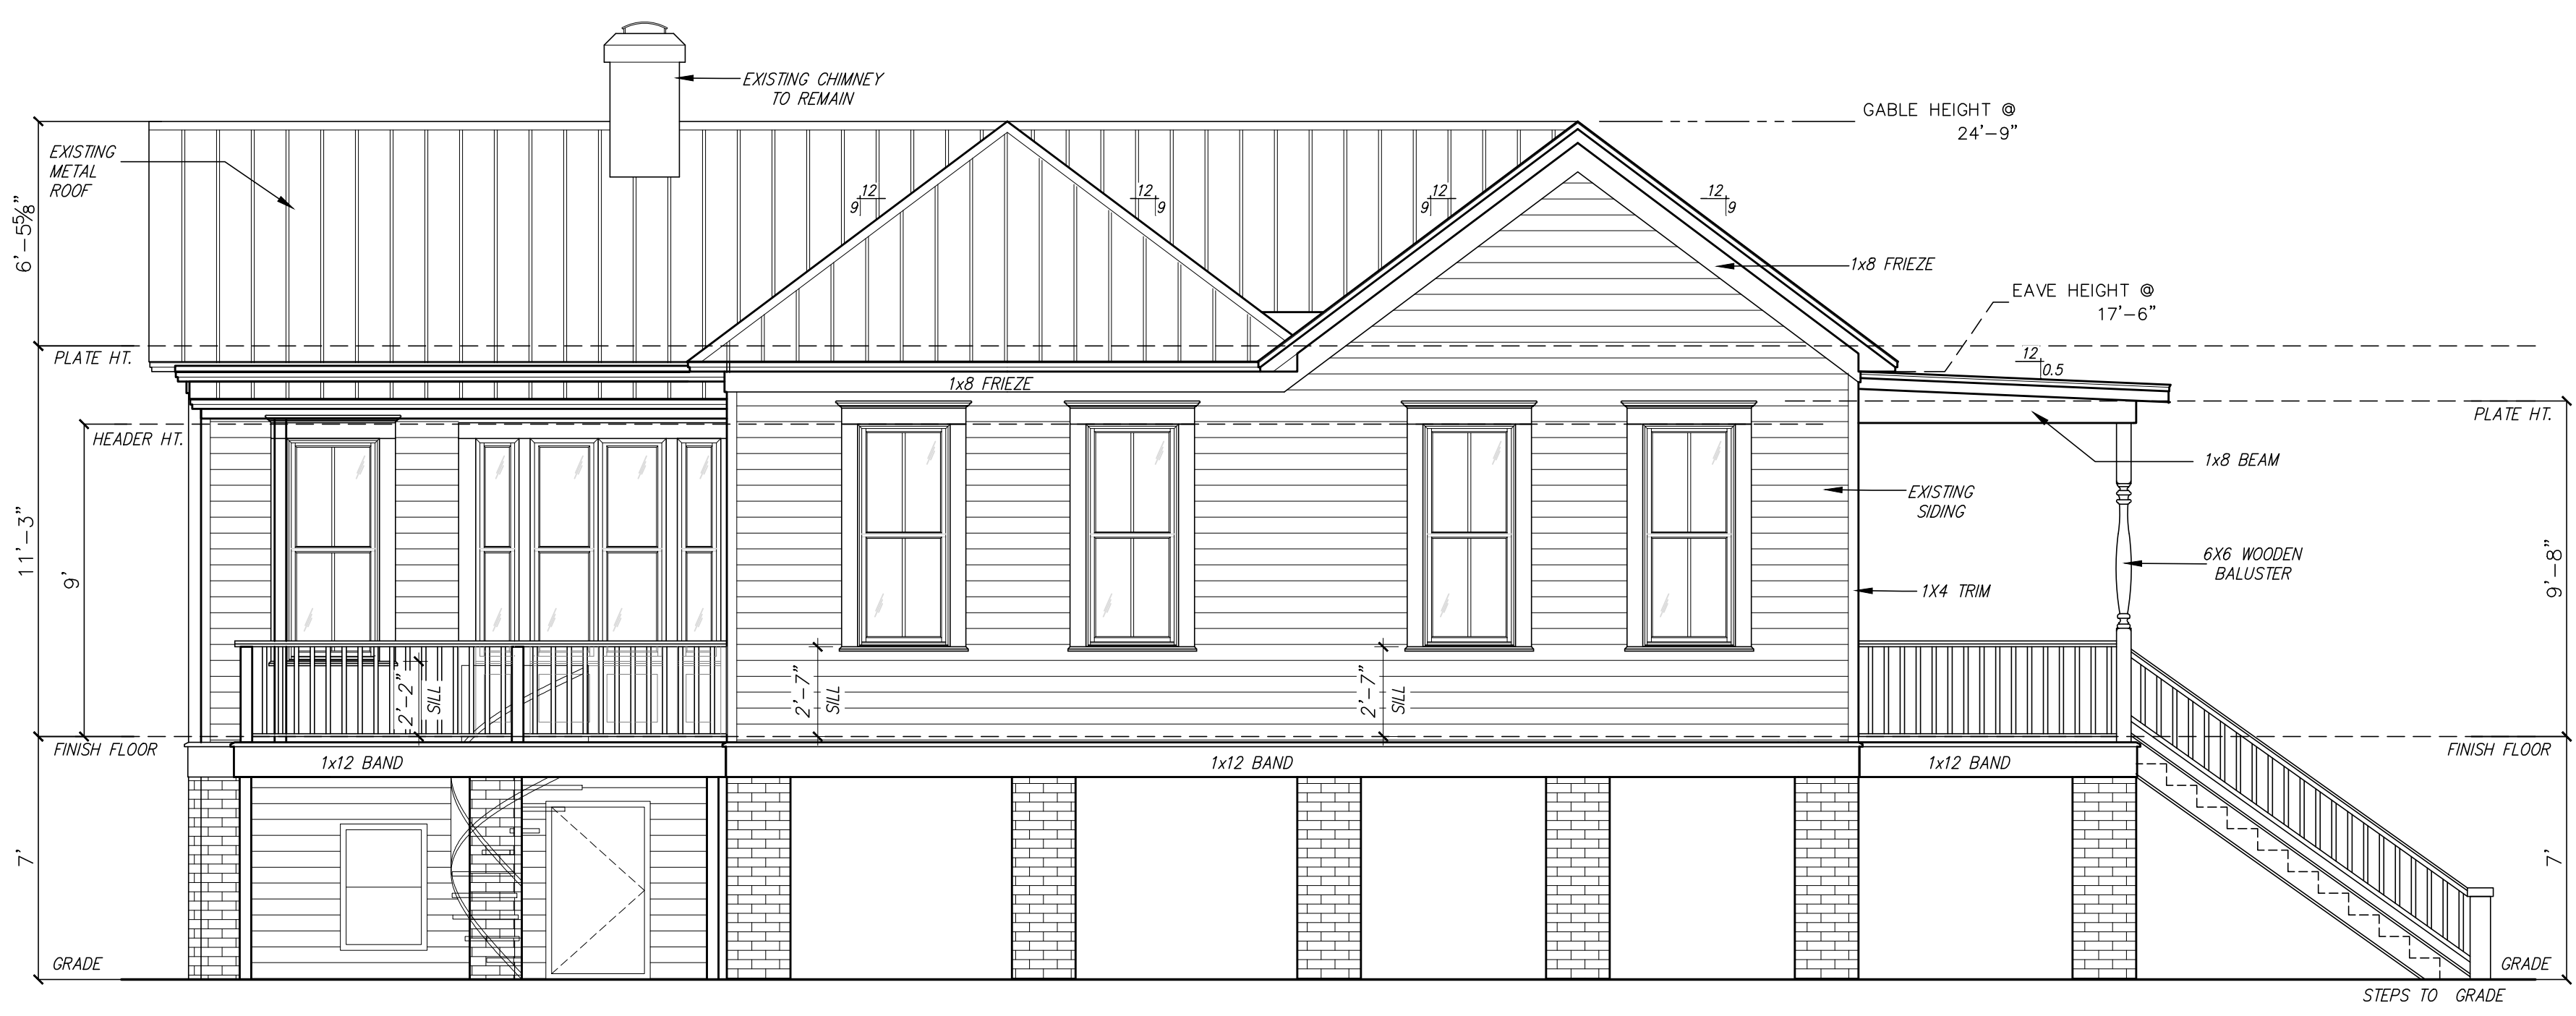 EXISTING CHIMNEY
TO REMAIN
GABLE HEIGHT @
24'-9"
EXISTING
METAL
ROOF
12
9
12
9
12
9
12
9
6'-5⅝"
1x8 FRIEZE
EAVE HEIGHT @
17'-6"
PLATE HT.
12
0.5
1x8 FRIEZE
HEADER HT.
PLATE HT.
1x8 BEAM
EXISTING
SIDING
11'-3"
9'
6X6 WOODEN
BALUSTER
9'-8"
1X4 TRIM
2'-2"
SILL
2'-7"
SILL
2'-7"
SILL
FINISH FLOOR
FINISH FLOOR
1x12 BAND
1x12 BAND
1x12 BAND
7'
7'
GRADE
GRADE
STEPS TO GRADE